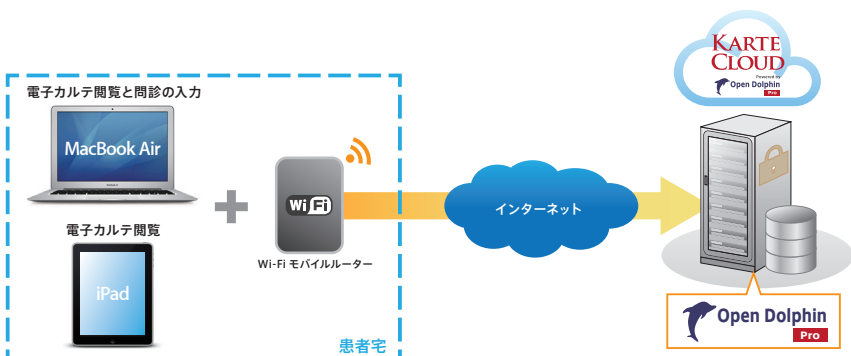 電子カルテ閲覧と問診の入力
MacBook Air
電子カルテ閲覧
iPad
Wi Fi
Wi-Fi モバイルルーター
患者宅
インターネット
KARTE
CLOUD
Powered by
Open Dolphin
Pro
Open Dolphin
Pro